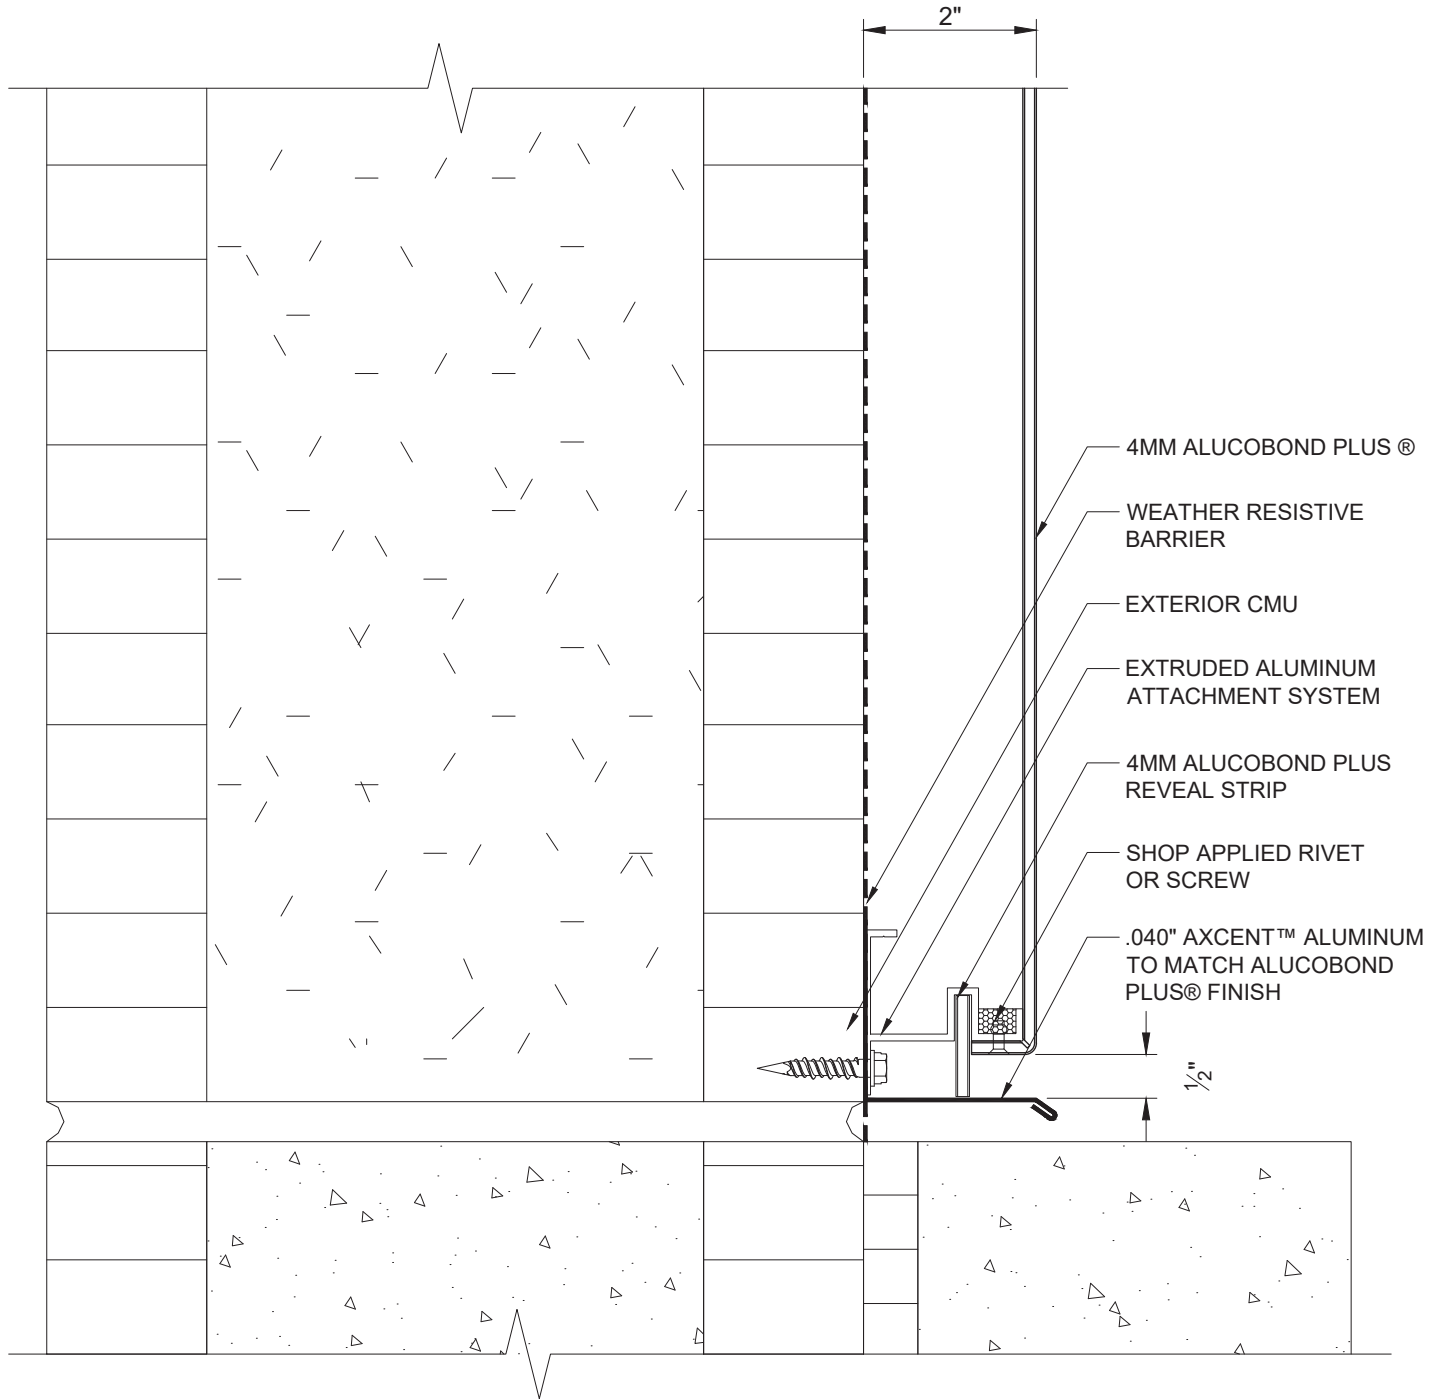 2"
4MM ALUCOBOND PLUS ®
WEATHER RESISTIVE
BARRIER
EXTERIOR CMU
EXTRUDED ALUMINUM
ATTACHMENT SYSTEM
4MM ALUCOBOND PLUS
REVEAL STRIP
SHOP APPLIED RIVET
OR SCREW
.040" AXCENT™ ALUMINUM
TO MATCH ALUCOBOND
PLUS® FINISH
½"